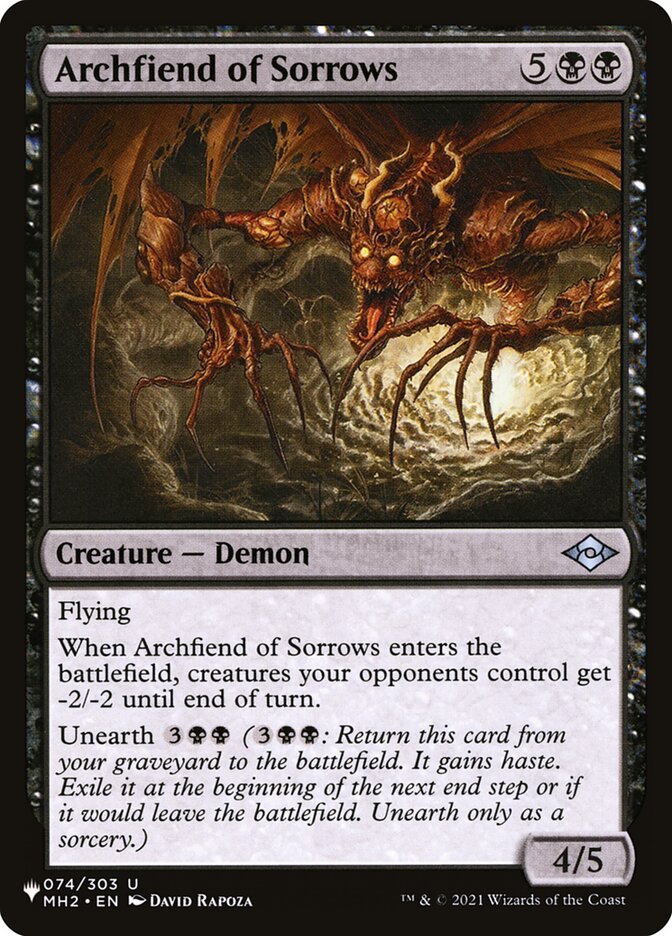 Archfiend of Sorrows 5
Creature — Demon
Flying
When Archfiend of Sorrows enters the
battlefield, creatures your opponents control get
-2/-2 until end of turn.
Unearth 3 (3: Return this card from
your graveyard to the battlefield. It gains haste.
Exile it at the beginning of the next end step or if
it would leave the battlefield. Unearth only as a
sorcery.)
4/5
074/303 U
MH2 • EN DAVID RAPOZA
™ & © 2021 Wizards of the Coast